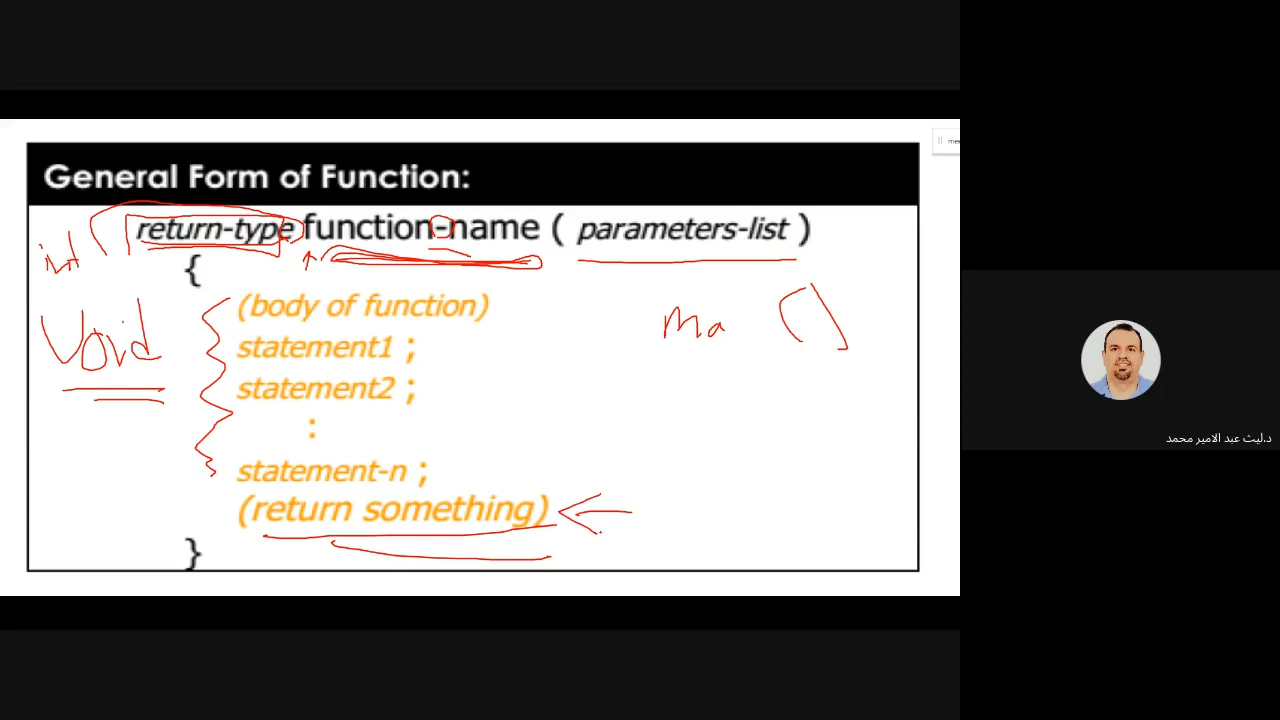 General Form of Function:
return-type function-name ( parameters-list )
int
{
(body of function)
Void
statement1 ;
Ma ()
statement2 ;
:
statement-n ;
(return something)
}
د.ليث عبد الامير محمد